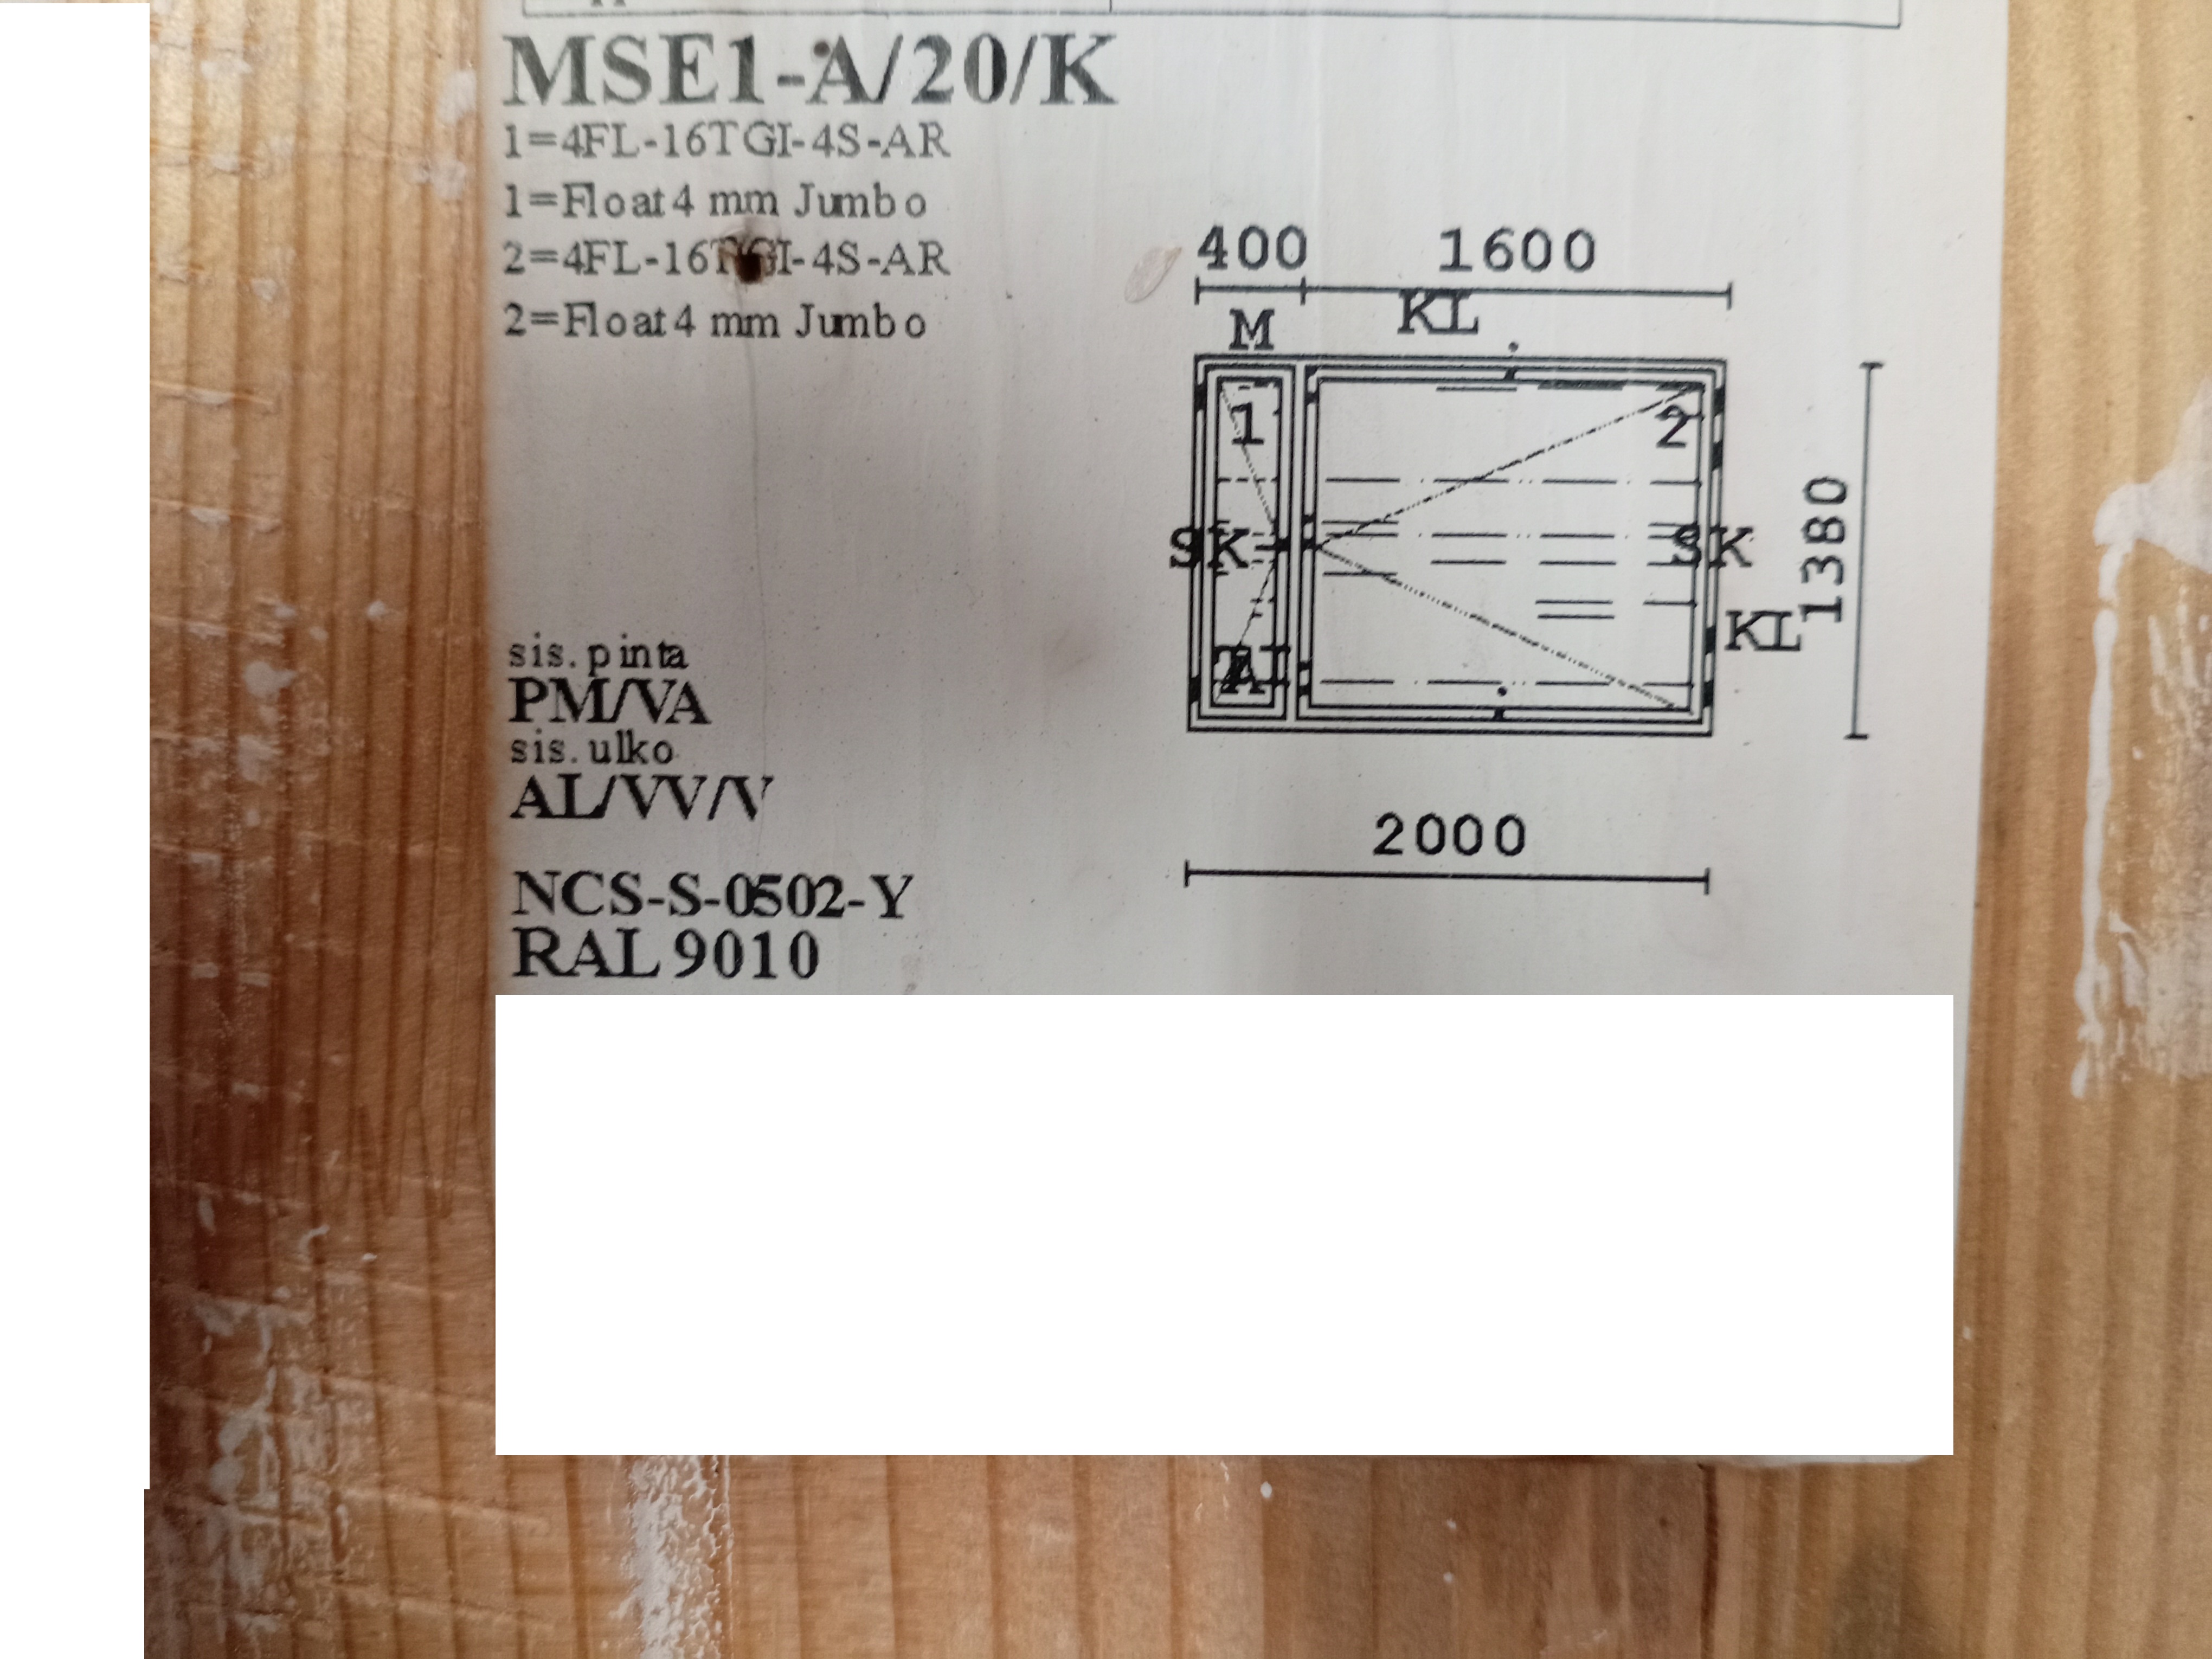 MSE1-A/20/K
1=4FL-16TGI-4S-AR
1=Float 4 mm Jumbo
2=4FL-16TGI-4S-AR
2=Float 4 mm Jumbo
400 1600
M KL
1 2
SK SK
1380
KL
2000
sis. pinta
PM/VA
sis. ulko
AL/VV/V
NCS-S-0502-Y
RAL 9010